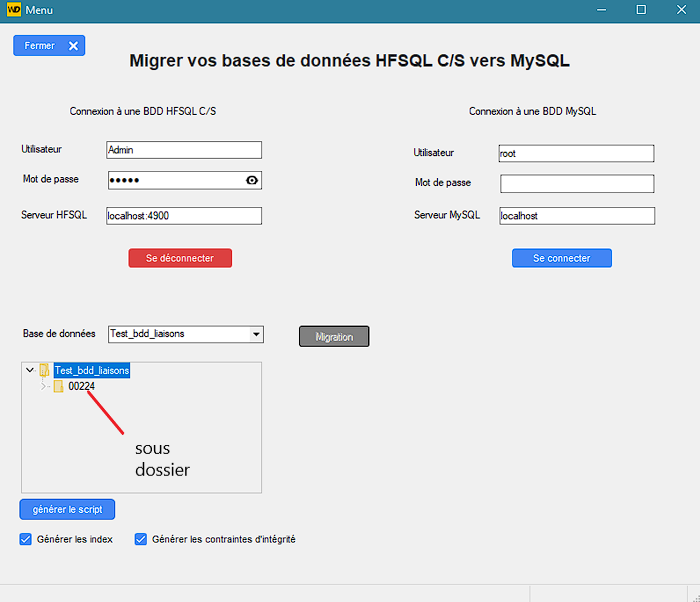 WD Menu
Fermer
Migrer vos bases de données HFSQL C/S vers MySQL
Connexion à une BDD HFSQL C/S
Connexion à une BDD MySQL
Utilisateur Admin
Utilisateur root
Mot de passe •••••
Mot de passe
Serveur HFSQL localhost:4900
Serveur MySQL localhost
Se déconnecter
Se connecter
Base de données Test_bdd_liaisons
Migration
Test_bdd_liaisons
00224
sous
dossier
générer le script
Générer les index
Générer les contraintes d'intégrité